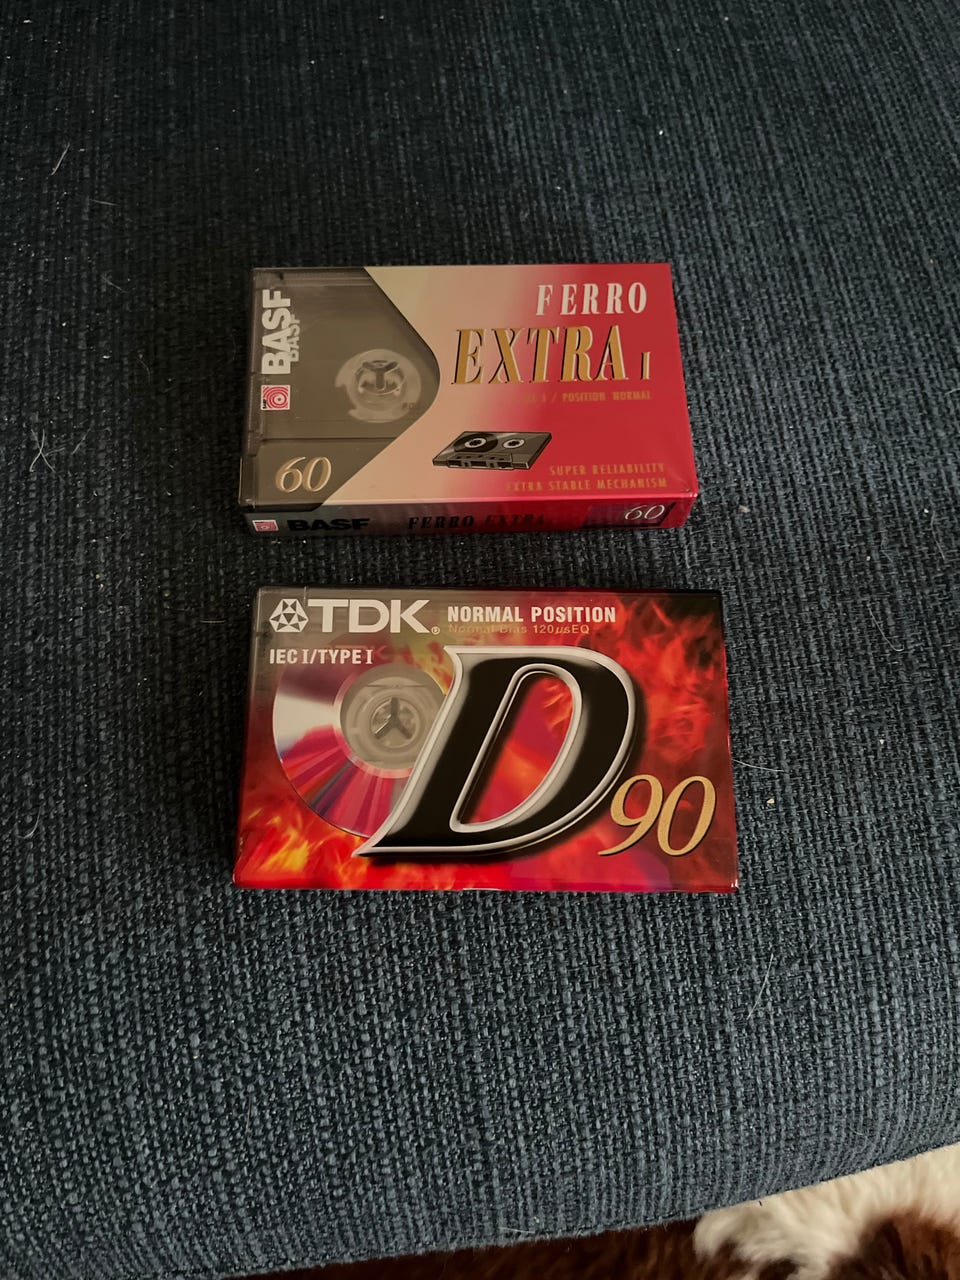 BASF
BASF
FERRO
EXTRA I
I / POSITION NORMAL
SUPER RELIABILITY
EXTRA STABLE MECHANISM
60
BASF FERRO EXTRA 60
TDK® NORMAL POSITION
Normal Bias 120µsEQ
IEC I/TYPE I
D90